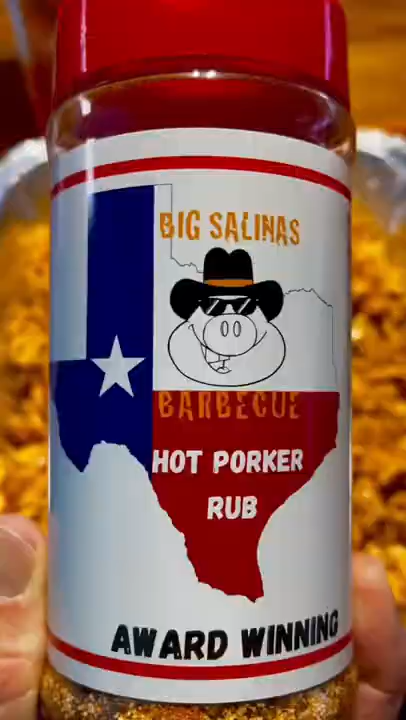 BIG SALINAS
BARBECUE
HOT PORKER
RUB
AWARD WINNING